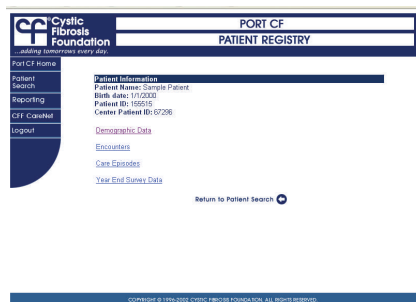 CF Cystic
Fibrosis
Foundation
...adding tomorrows every day.
PORT CF
PATIENT REGISTRY
Port CF Home
Patient
Search
Reporting
CFF CareNet
Logout
Patient Information
Patient Name: Sample Patient
Birth date: 1/1/2000
Patient ID: 155515
Center Patient ID: 67296
Demographic Data
Encounters
Care Episodes
Year End Survey Data
Return to Patient Search
COPYRIGHT © 1996-2002 CYSTIC FIBROSIS FOUNDATION. ALL RIGHTS RESERVED